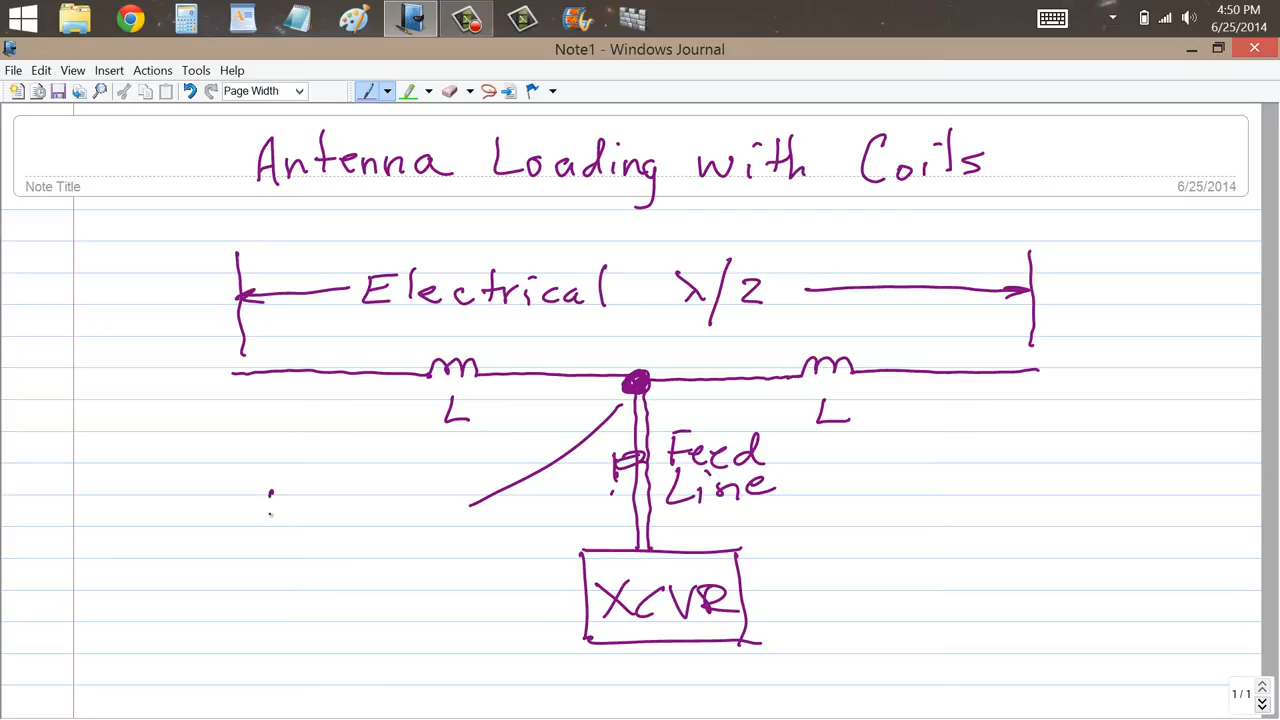 4:50 PM
6/25/2014
Note1 - Windows Journal
File Edit View Insert Actions Tools Help
Page Width
Antenna Loading with Coils
Note Title
6/25/2014
Electrical λ/2
L L
Feed
Line
XCVR
1/1